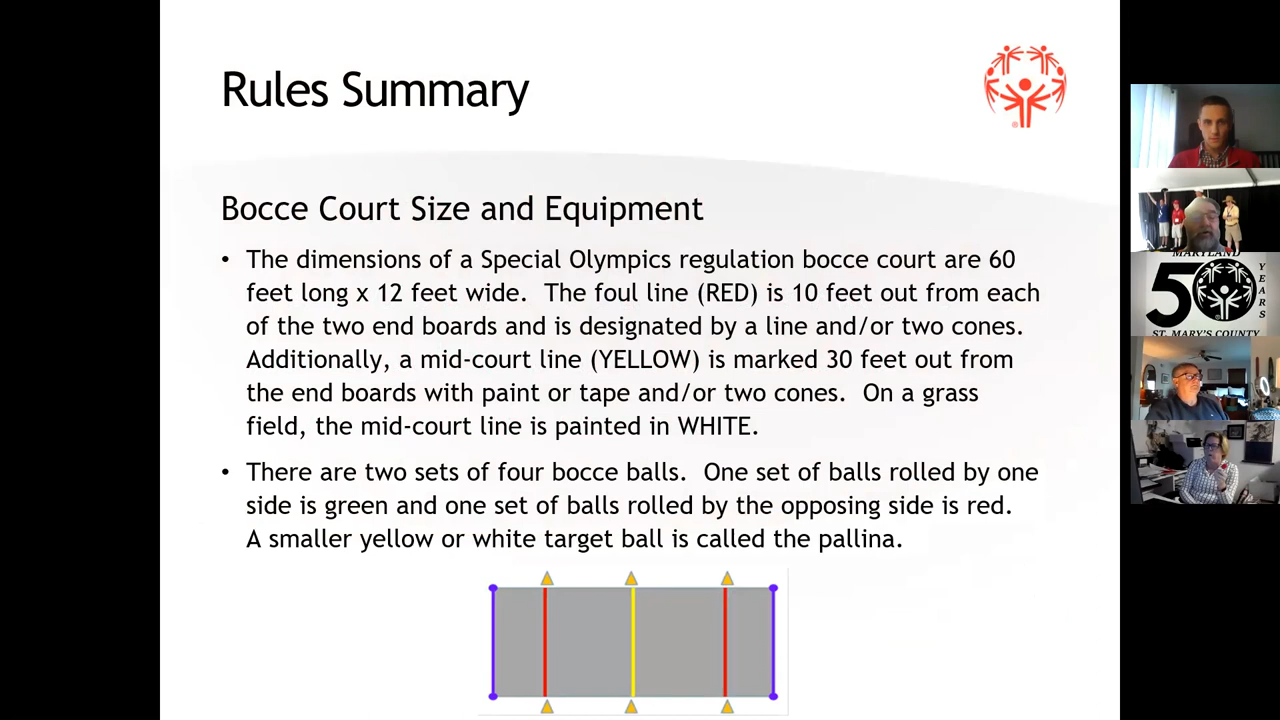 Rules Summary
®
Bocce Court Size and Equipment
• The dimensions of a Special Olympics regulation bocce court are 60
feet long x 12 feet wide. The foul line (RED) is 10 feet out from each
of the two end boards and is designated by a line and/or two cones.
Additionally, a mid-court line (YELLOW) is marked 30 feet out from
the end boards with paint or tape and/or two cones. On a grass
field, the mid-court line is painted in WHITE.
• There are two sets of four bocce balls. One set of balls rolled by one
side is green and one set of balls rolled by the opposing side is red.
A smaller yellow or white target ball is called the pallina.
MARYLAND
50
YEARS
ST. MARY'S COUNTY